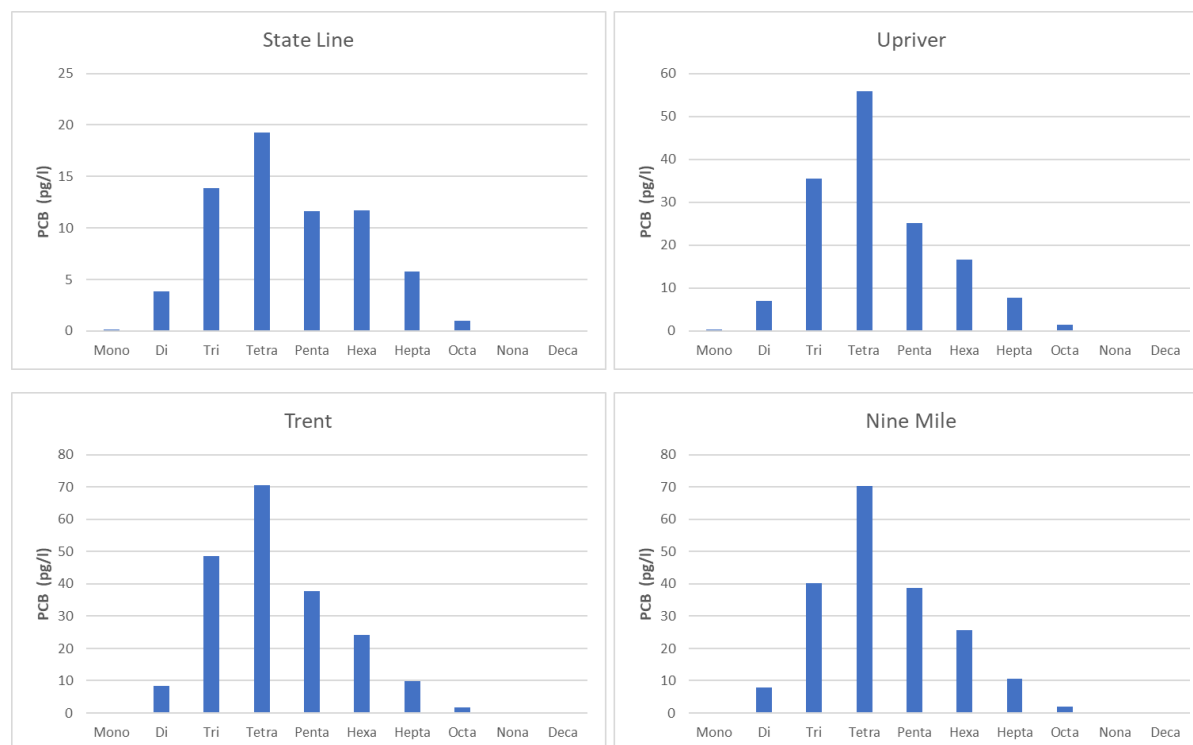 State Line
25
20
15
10
5
0
PCB (pg/l)
Mono Di Tri Tetra Penta Hexa Hepta Octa Nona Deca
Upriver
60
50
40
30
20
10
0
PCB (pg/l)
Mono Di Tri Tetra Penta Hexa Hepta Octa Nona Deca
Trent
80
70
60
50
40
30
20
10
0
PCB (pg/l)
Mono Di Tri Tetra Penta Hexa Hepta Octa Nona Deca
Nine Mile
80
70
60
50
40
30
20
10
0
PCB (pg/l)
Mono Di Tri Tetra Penta Hexa Hepta Octa Nona Deca